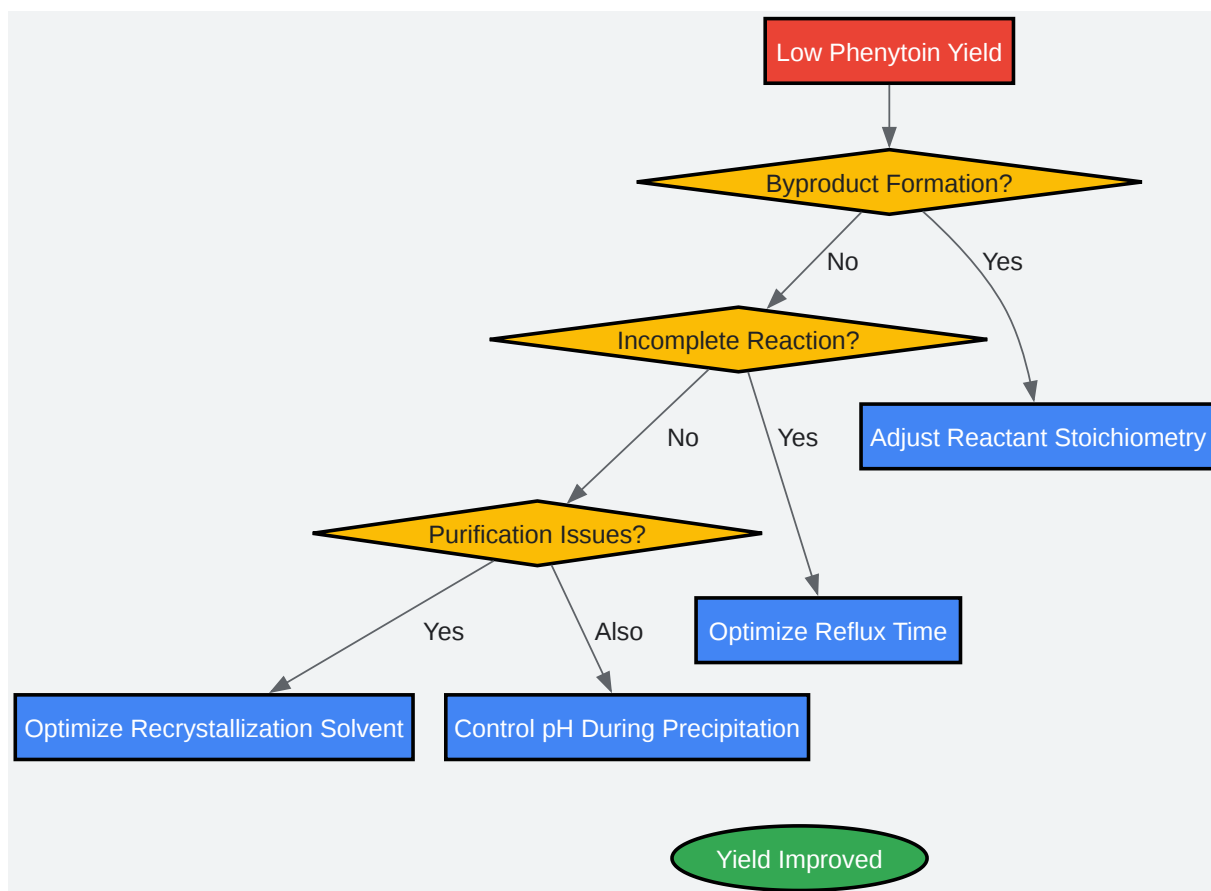 Low Phenytoin Yield
Byproduct Formation?
No
Yes
Incomplete Reaction?
Adjust Reactant Stoichiometry
No
Yes
Purification Issues?
Optimize Reflux Time
Yes
Also
Optimize Recrystallization Solvent
Control pH During Precipitation
Yield Improved